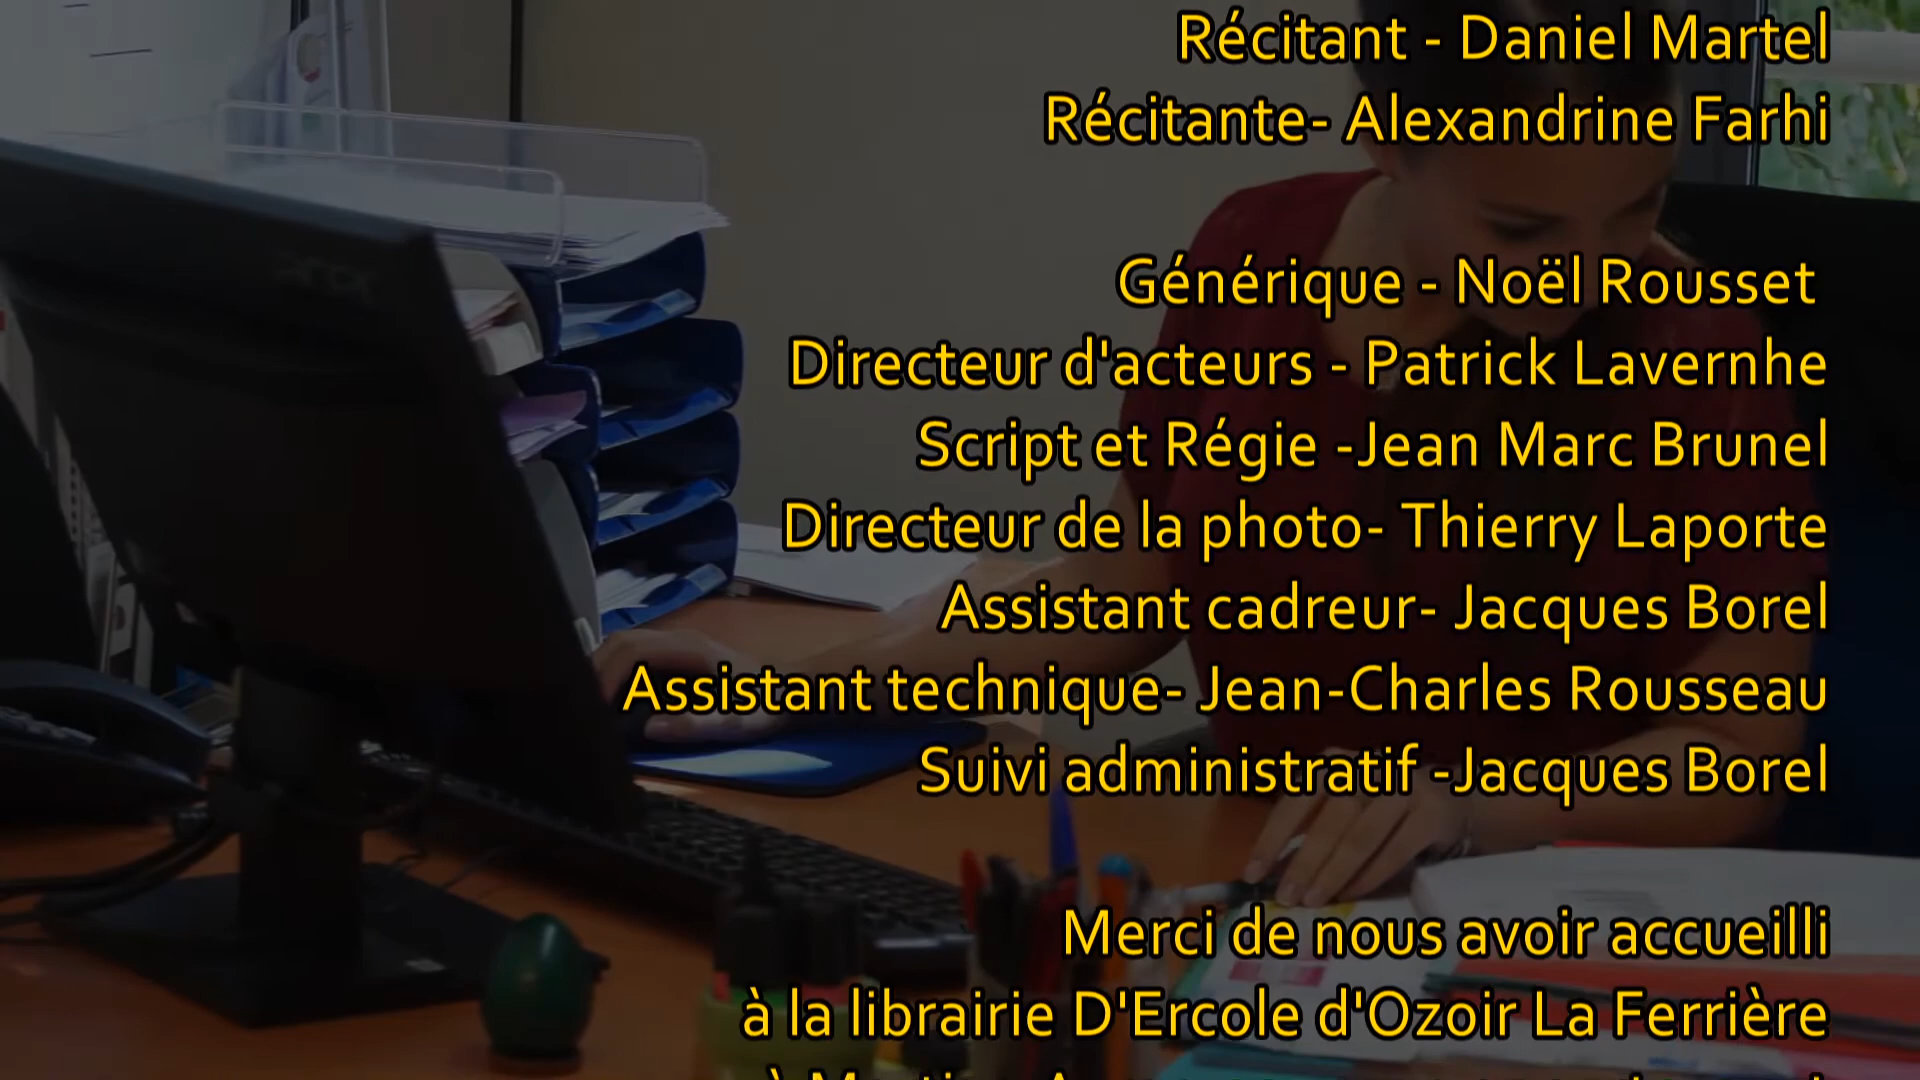 Récitant - Daniel Martel
Récitante- Alexandrine Farhi
Générique - Noël Rousset
Directeur d'acteurs - Patrick Lavernhe
Script et Régie -Jean Marc Brunel
Directeur de la photo- Thierry Laporte
Assistant cadreur- Jacques Borel
Assistant technique- Jean-Charles Rousseau
Suivi administratif -Jacques Borel
Merci de nous avoir accueilli
à la librairie D'Ercole d'Ozoir La Ferrière